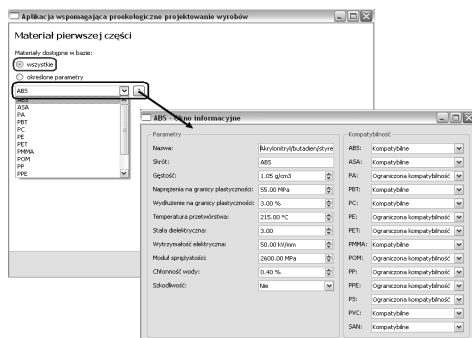 Aplikacja wspomagająca proekologiczne projektowanie wyrobów
Materiał pierwszej części
Materiały dostępne w bazie:
wszystkie
określone parametry
ABS
ABS
ASA
PA
PBT
PC
PE
PET
PMMA
POM
PP
PPE
ABS - Okno informacyjne
Parametry
Nazwa: Akrylonitryl/butadien/styre
Skrót: ABS
Gęstość: 1.05 g/cm3
Naprężenia na granicy plastyczności: 55.00 MPa
Wydłużenie na granicy plastyczności: 3.00 %
Temperatura przetwórstwa: 215.00 °C
Stała dielektryczna: 3.00
Wytrzymałość elektryczna: 50.00 kV/mm
Moduł sprężystości: 2600.00 MPa
Chłonność wody: 0.40 %
Szkodliwość: Nie
Kompatybilność
ABS: Kompatybilne
ASA: Kompatybilne
PA: Ograniczona kompatybilność
PBT: Kompatybilne
PC: Kompatybilne
PE: Ograniczona kompatybilność
PET: Ograniczona kompatybilność
PMMA: Kompatybilne
POM: Ograniczona kompatybilność
PP: Ograniczona kompatybilność
PPE: Ograniczona kompatybilność
PS: Ograniczona kompatybilność
PVC: Kompatybilne
SAN: Kompatybilne